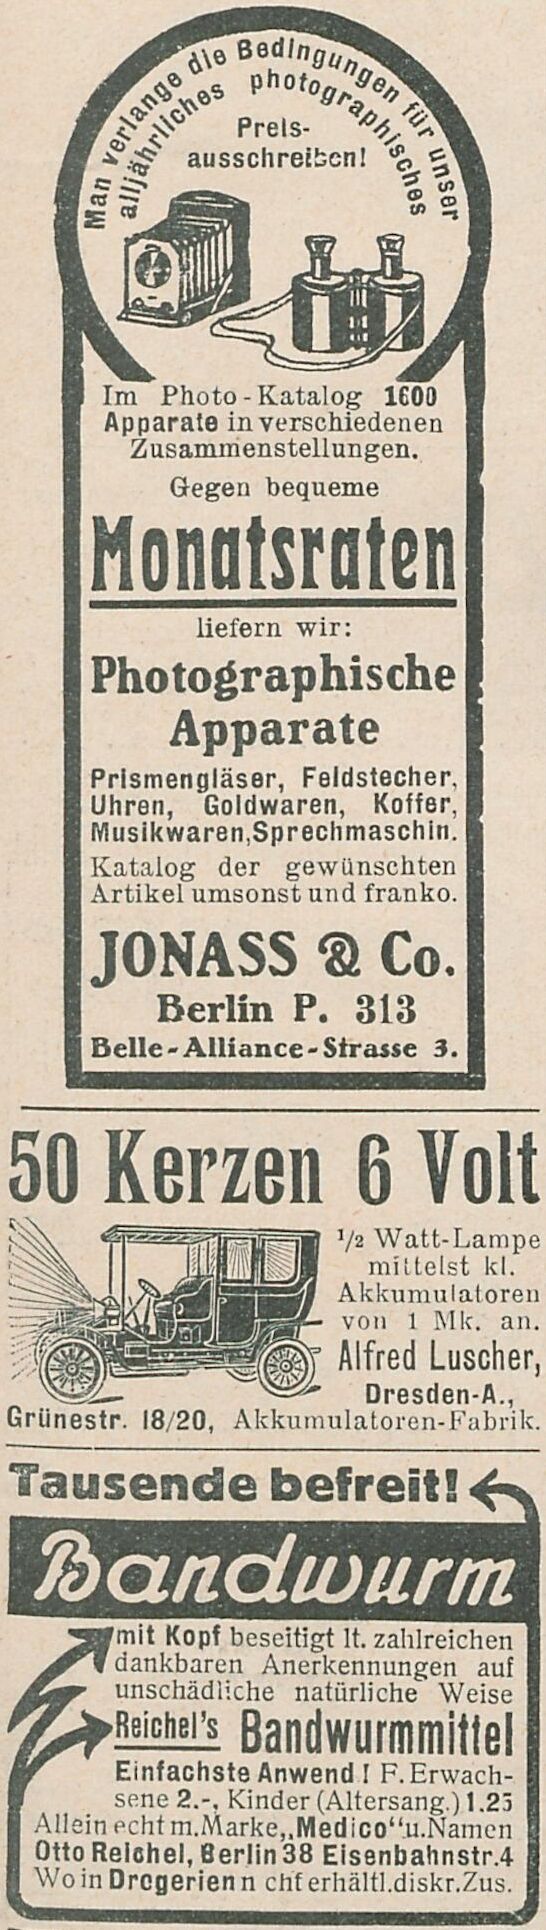 Man verlange die Bedingungen für unser
alljährliches photographisches
Preis-
ausschreiben!
Im Photo-Katalog 1600
Apparate in verschiedenen
Zusammenstellungen.
Gegen bequeme
Monatsraten
liefern wir:
Photographische
Apparate
Prismengläser, Feldstecher,
Uhren, Goldwaren, Koffer,
Musikwaren, Sprechmaschin.
Katalog der gewünschten
Artikel umsonst und franko.
JONASS & Co.
Berlin P. 313
Belle-Alliance-Strasse 3.
50 Kerzen 6 Volt
1/2 Watt-Lampe
mittelst kl.
Akkumulatoren
von 1 Mk. an.
Alfred Luscher,
Dresden-A.,
Grünestr. 18/20, Akkumulatoren-Fabrik.
Tausende befreit!
Bandwurm
mit Kopf beseitigt lt. zahlreichen
dankbaren Anerkennungen auf
unschädliche natürliche Weise
Reichel's Bandwurmmittel
Einfachste Anwend! F. Erwach-
sene 2.-, Kinder (Altersang.) 1.25
Allein echt m. Marke „Medico“ u. Namen
Otto Reichel, Berlin 38 Eisenbahnstr. 4
Wo in Drogerien n cht erhältl. diskr. Zus.